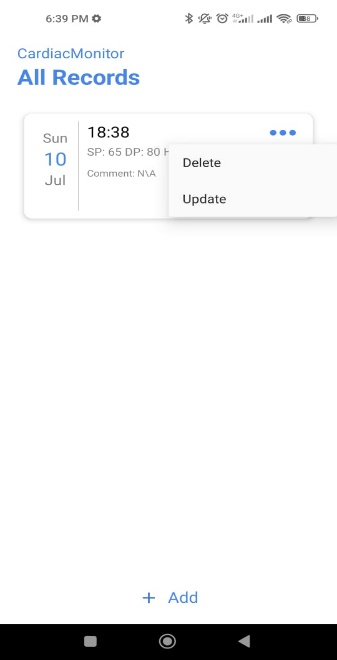 6:39 PM
CardiacMonitor
All Records
Sun
10
Jul
18:38
SP: 65 DP: 80
Comment: N\A
Delete
Update
+ Add